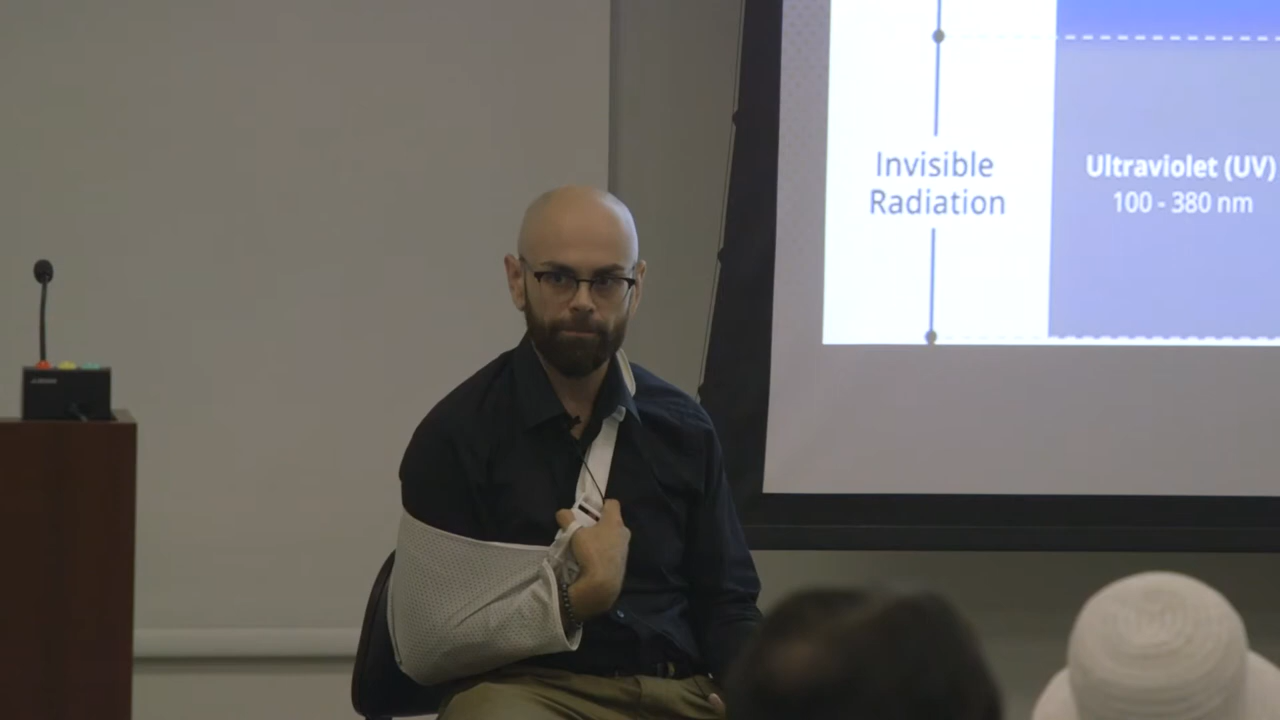 Invisible
Radiation
Ultraviolet (UV)
100 - 380 nm